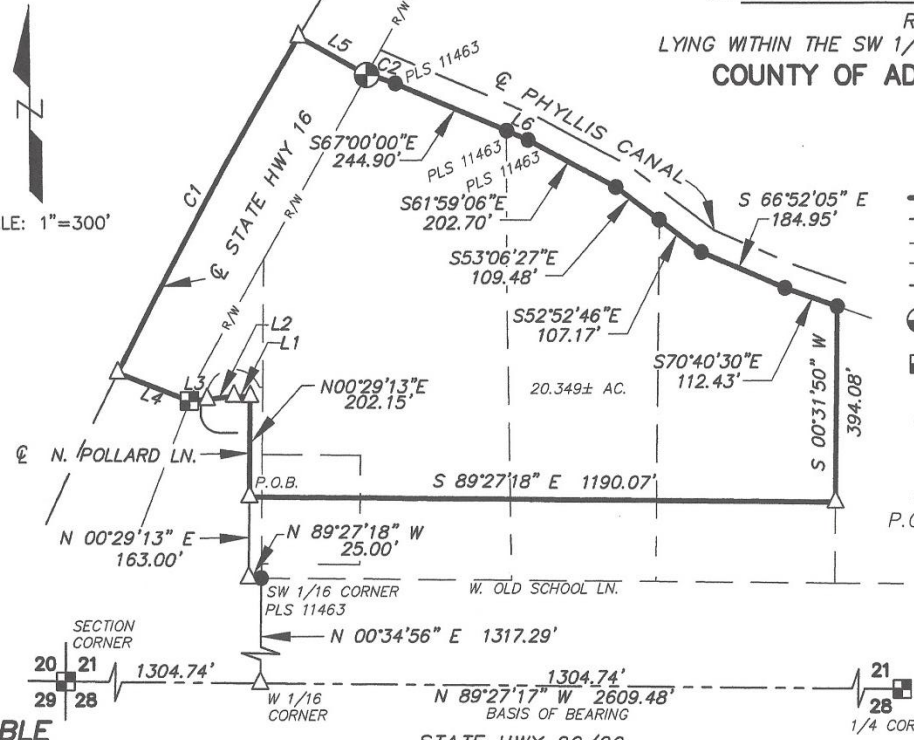 R
LYING WITHIN THE SW 1/
COUNTY OF AD
R/W
L5
C2
PLS 11463
℄ PHYLLIS CANAL
L6
S67°00'00"E
244.90'
PLS 11463
PLS 11463
N
C1
℄ STATE HWY 16
R/W
S61°59'06"E
202.70'
S 66°52'05" E
184.95'
LE: 1"=300'
S53°06'27"E
109.48'
S52°52'46"E
107.17'
R/W
L2
L1
S70°40'30"E
112.43'
S 00°31'50" W
394.08'
L4
L3
N00°29'13"E
202.15'
20.349± AC.
℄ N. POLLARD LN.
P.O.B.
S 89°27'18" E 1190.07'
P.O
N 00°29'13" E
163.00'
N 89°27'18" W
25.00'
SW 1/16 CORNER
PLS 11463
W. OLD SCHOOL LN.
N 00°34'56" E 1317.29'
SECTION
CORNER
20 21
29 28
1304.74'
W 1/16
CORNER
1304.74'
N 89°27'17" W 2609.48'
BASIS OF BEARING
21
28
1/4 COR
BLE